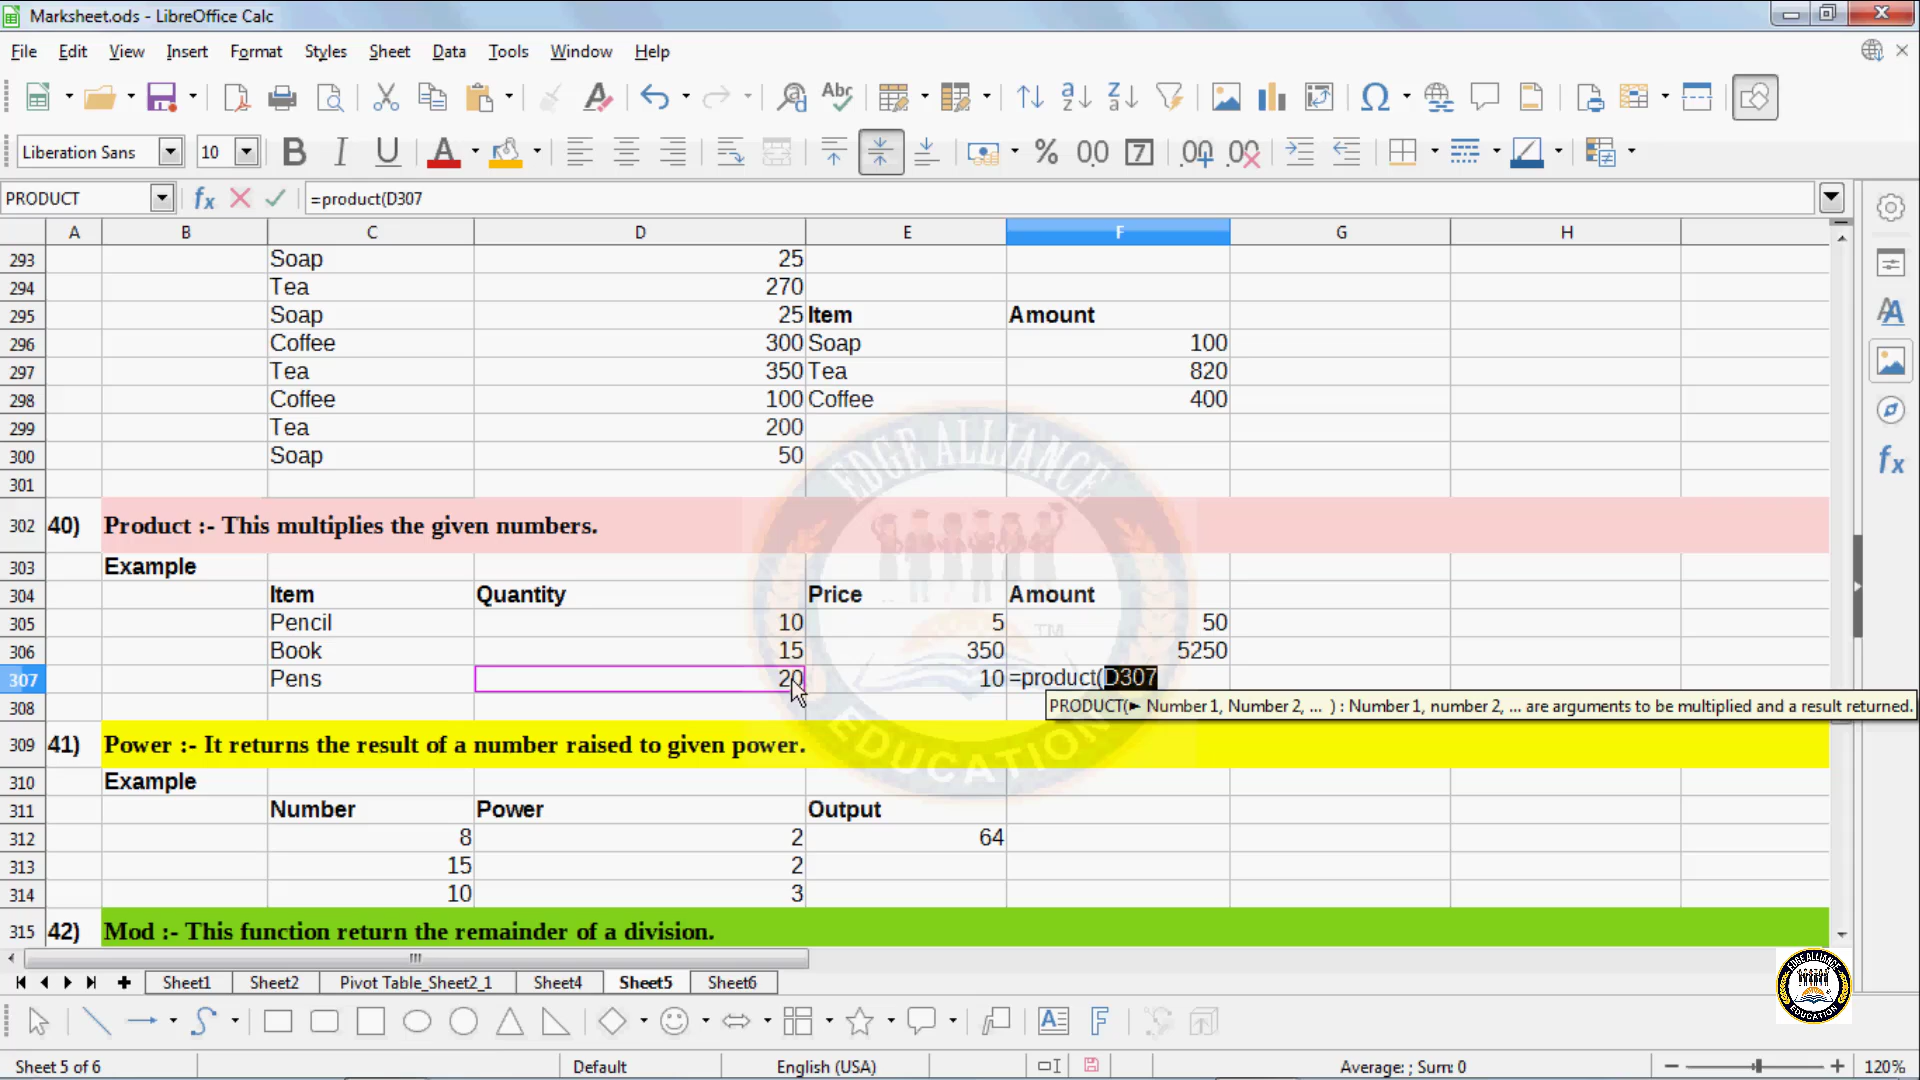 Marksheet.ods - LibreOffice Calc
File Edit View Insert Format Styles Sheet Data Tools Window Help
Liberation Sans 10
PRODUCT =product(D307
A B C D E F G H
293 Soap 25
294 Tea 270
295 Soap 25 Item Amount
296 Coffee 300 Soap 100
297 Tea 350 Tea 820
298 Coffee 100 Coffee 400
299 Tea 200
300 Soap 50
301
302 40) Product :- This multiplies the given numbers.
303 Example
304 Item Quantity Price Amount
305 Pencil 10 5 50
306 Book 15 350 5250
307 Pens 20 10 =product(D307
308 PRODUCT(► Number 1, Number 2, ... ) : Number 1, number 2, ... are arguments to be multiplied and a result returned.
309 41) Power :- It returns the result of a number raised to given power.
310 Example
311 Number Power Output
312 8 2 64
313 15 2
314 10 3
315 42) Mod :- This function return the remainder of a division.
EDGE ALLIANCE
TM
EDUCATION
Sheet1 Sheet2 Pivot Table_Sheet2_1 Sheet4 Sheet5 Sheet6
EDGE ALLIANCE
EDUCATION
Sheet 5 of 6 Default English (USA) Average: ; Sum: 0 120%